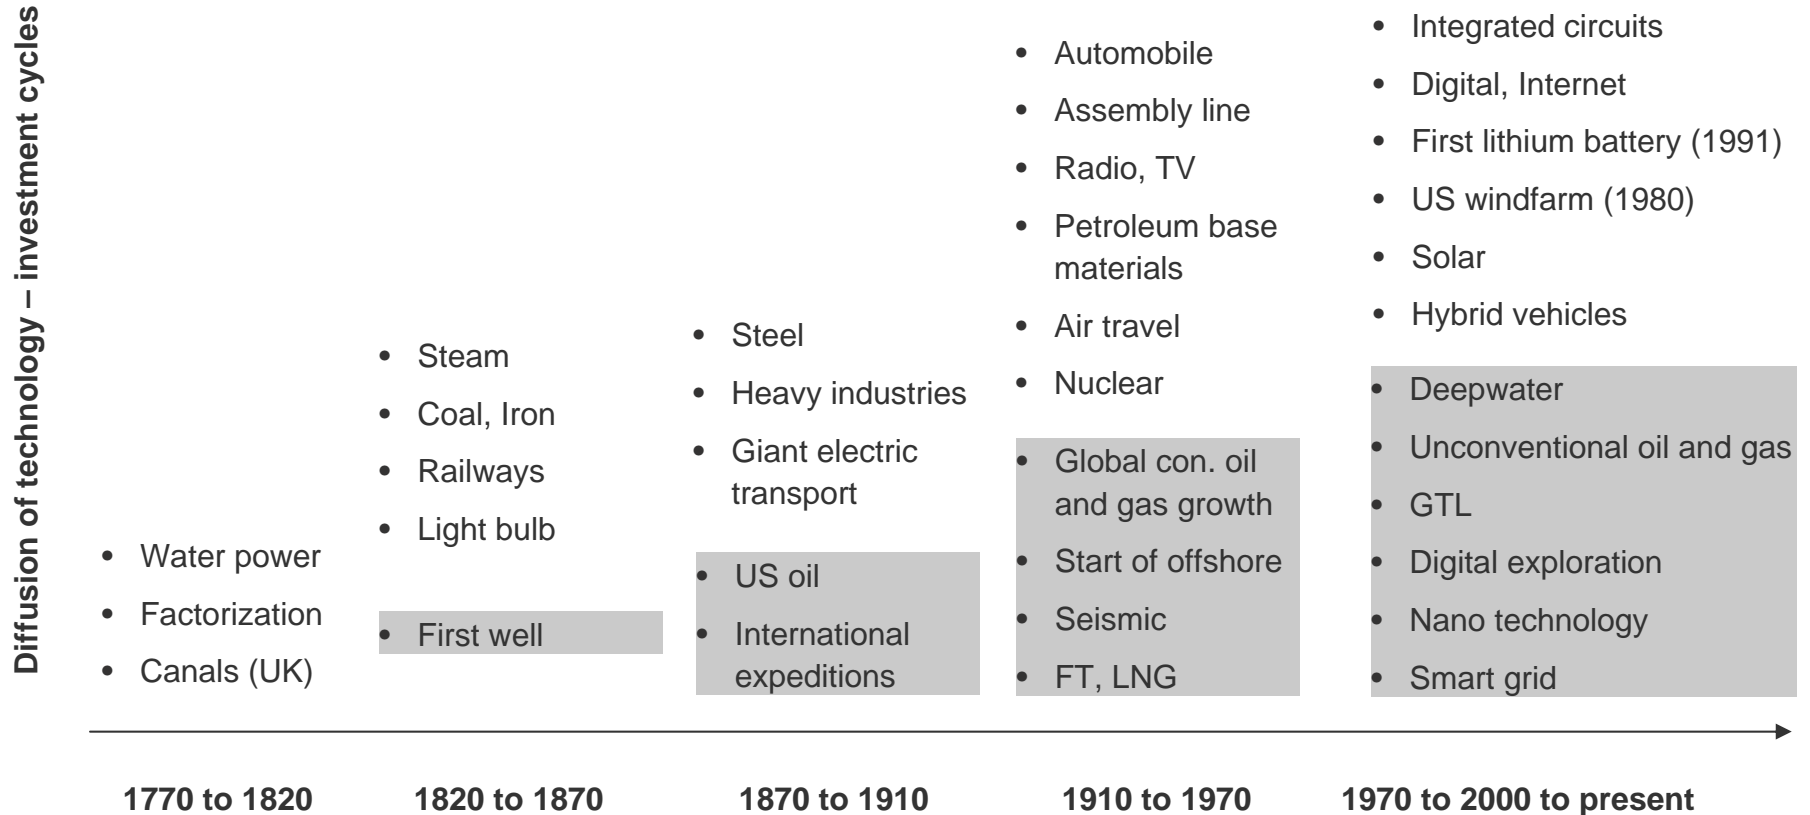 Diffusion of technology – investment cycles
• Water power
• Factorization
• Canals (UK)
• Steam
• Coal, Iron
• Railways
• Light bulb
• First well
• Steel
• Heavy industries
• Giant electric
transport
• US oil
• International
expeditions
• Automobile
• Assembly line
• Radio, TV
• Petroleum base
materials
• Air travel
• Nuclear
• Global con. oil
and gas growth
• Start of offshore
• Seismic
• FT, LNG
• Integrated circuits
• Digital, Internet
• First lithium battery (1991)
• US windfarm (1980)
• Solar
• Hybrid vehicles
• Deepwater
• Unconventional oil and gas
• GTL
• Digital exploration
• Nano technology
• Smart grid
1770 to 1820
1820 to 1870
1870 to 1910
1910 to 1970
1970 to 2000 to present